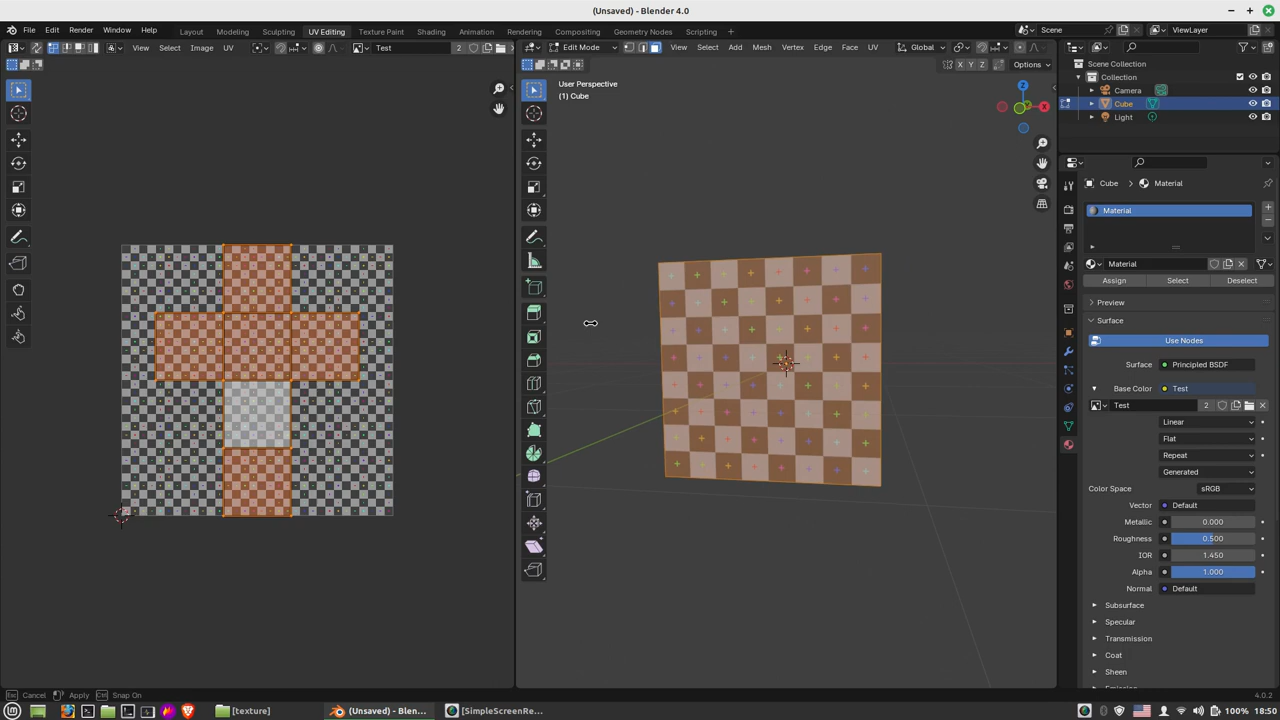 (Unsaved) - Blender 4.0
File Edit Render Window Help Layout Modeling Sculpting UV Editing Texture Paint Shading Animation Rendering Compositing Geometry Nodes Scripting Scene ViewLayer
View Select Image UV Test 2
Edit Mode View Select Add Mesh Vertex Edge Face UV Global
X Y Z Options
User Perspective
(1) Cube
Scene Collection
Collection
Camera
Cube
Light
Cube Material
Material
Material
Assign Select Deselect
Preview
Surface
Use Nodes
Surface Principled BSDF
Base Color Test
Test 2
Linear
Flat
Repeat
Generated
Color Space sRGB
Vector Default
Metallic 0.000
Roughness 0.500
IOR 1.450
Alpha 1.000
Normal Default
Subsurface
Specular
Transmission
Coat
Sheen
Cancel Apply Ctrl Snap On
4.0.2
[texture] (Unsaved) - Blende... [SimpleScreenRe... 100% 18:50